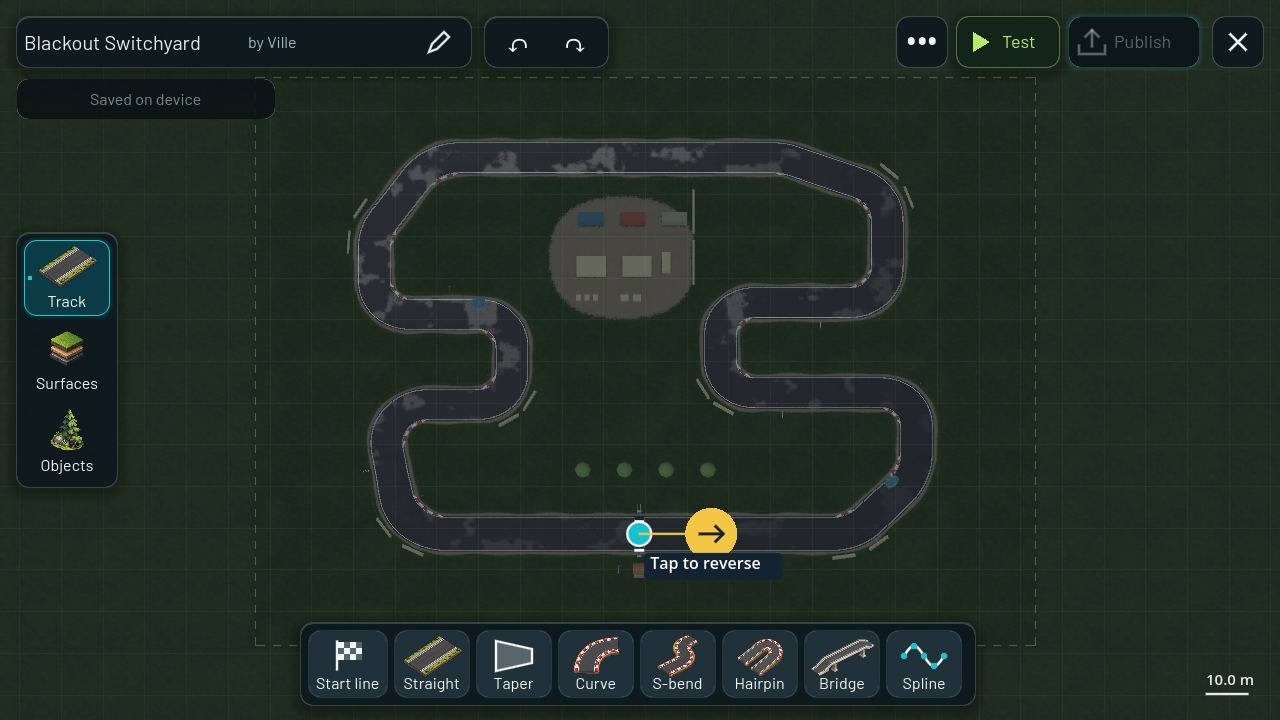 Blackout Switchyard by Ville
Test
Publish
Saved on device
Track
Surfaces
Objects
Tap to reverse
Start line
Straight
Taper
Curve
S-bend
Hairpin
Bridge
Spline
10.0 m